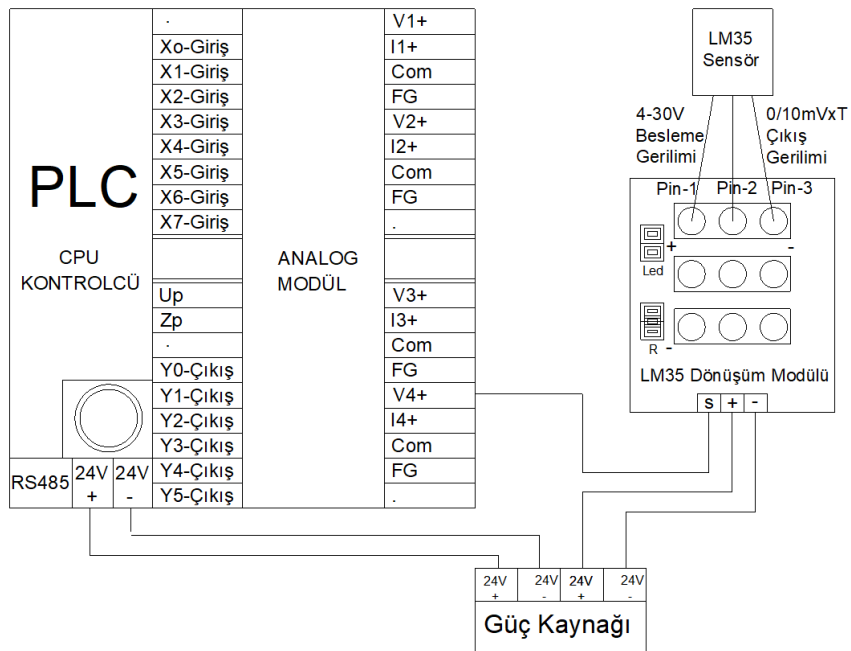 PLC
CPU
KONTROLCÜ
RS485
24V
+
24V
-
.
Xo-Giriş
X1-Giriş
X2-Giriş
X3-Giriş
X4-Giriş
X5-Giriş
X6-Giriş
X7-Giriş
Up
Zp
.
Y0-Çıkış
Y1-Çıkış
Y2-Çıkış
Y3-Çıkış
Y4-Çıkış
Y5-Çıkış
ANALOG
MODÜL
V1+
I1+
Com
FG
V2+
I2+
Com
FG
.
V3+
I3+
Com
FG
V4+
I4+
Com
FG
.
LM35
Sensör
4-30V
Besleme
Gerilimi
0/10mVxT
Çıkış
Gerilimi
Pin-1 Pin-2 Pin-3
+ -
Led
R -
LM35 Dönüşüm Modülü
S + -
24V 24V 24V 24V
+ - + -
Güç Kaynağı